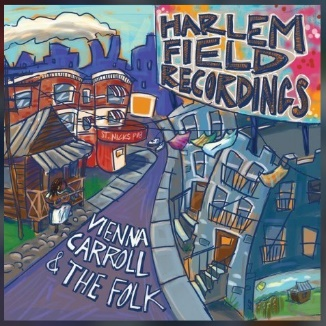 HARLEM
FIELD
RECORDINGS
ST. NICKS PUB
VIENNA
CARROLL
& THE FOLK